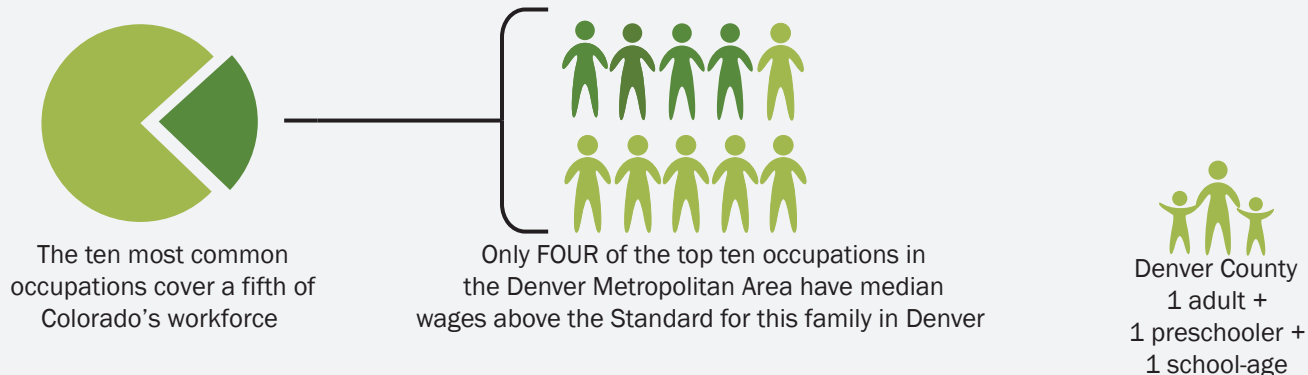 The ten most common
occupations cover a fifth of
Colorado's workforce
Only FOUR of the top ten occupations in
the Denver Metropolitan Area have median
wages above the Standard for this family in Denver
Denver County
1 adult +
1 preschooler +
1 school-age